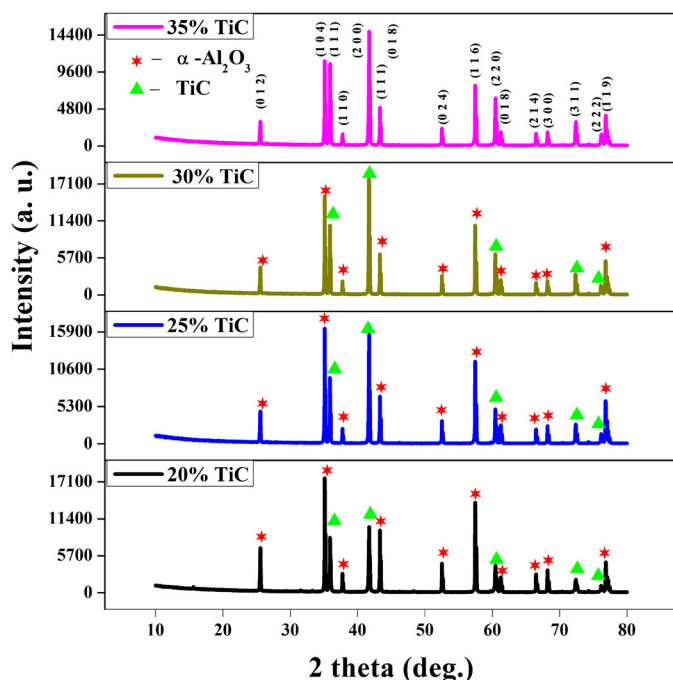 35% TiC
✶ – α -Al₂O₃
▲ – TiC
14400
9600
4800
0
(0 1 2)
(1 0 4)
(1 1 1)
(1 1 0)
(2 0 0)
(0 1 8)
(1 1 1)
(0 2 4)
(1 1 6)
(2 2 0)
(0 1 8)
(2 1 4)
(3 0 0)
(3 1 1)
(2 2 2)
(1 1 9)
30% TiC
17100
11400
5700
0
25% TiC
15900
10600
5300
0
20% TiC
17100
11400
5700
0
Intensity (a. u.)
10 20 30 40 50 60 70 80
2 theta (deg.)